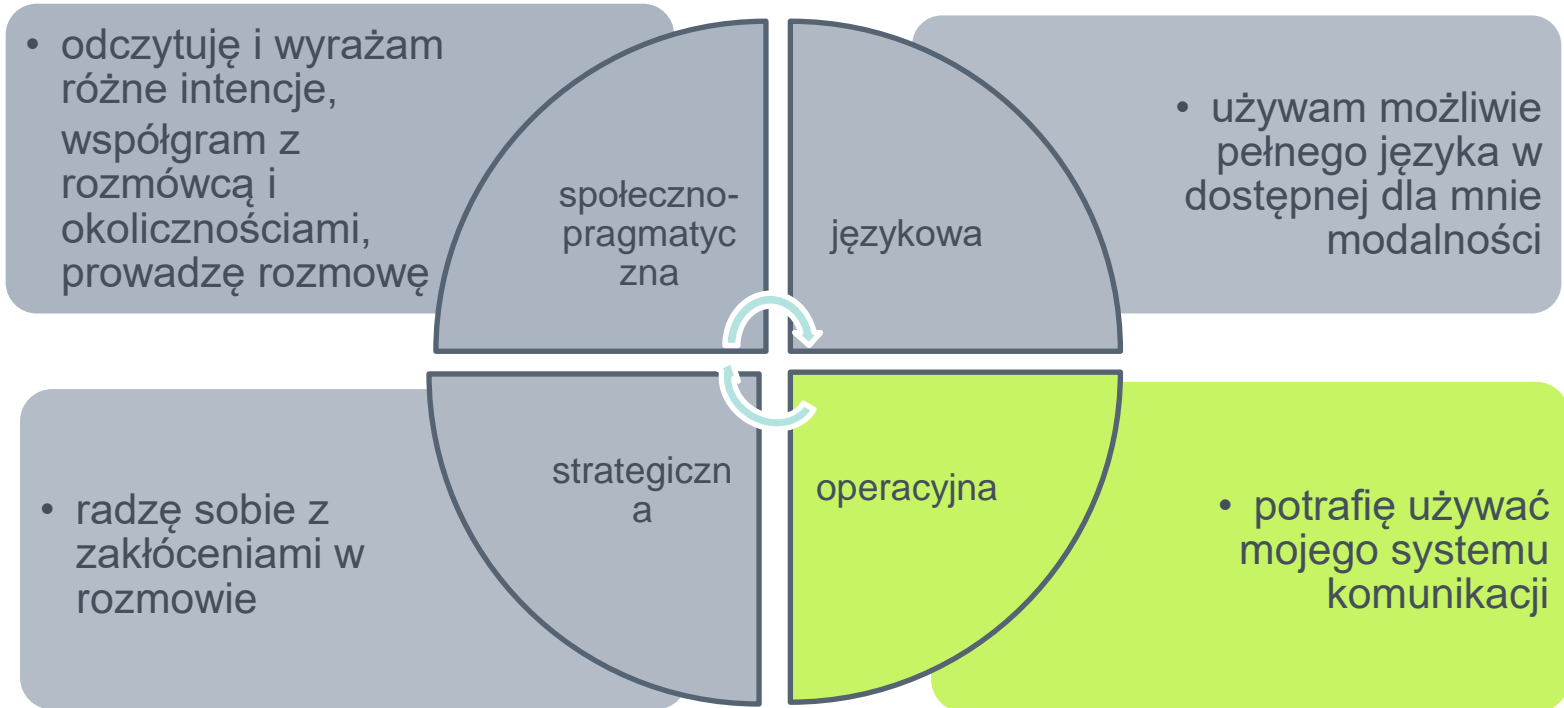 • odczytuję i wyrażam
różne intencje,
współgram z
rozmówcą i
okolicznościami,
prowadzę rozmowę
społeczno-
pragmatyc
zna
językowa
• używam możliwie
pełnego języka w
dostępnej dla mnie
modalności
• radzę sobie z
zakłóceniami w
rozmowie
strategiczn
a
operacyjna
• potrafię używać
mojego systemu
komunikacji